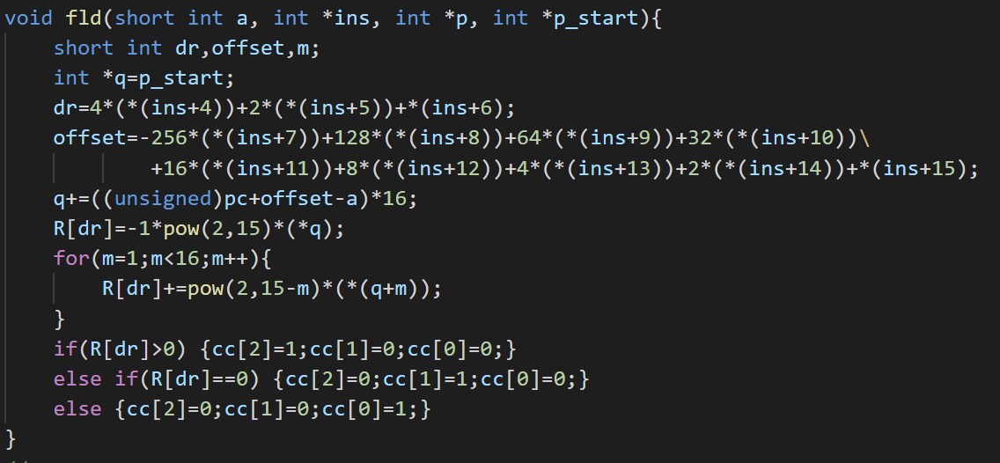 void fld(short int a, int *ins, int *p, int *p_start){
    short int dr,offset,m;
    int *q=p_start;
    dr=4*(*(ins+4))+2*(*(ins+5))+*(ins+6);
    offset=-256*(*(ins+7))+128*(*(ins+8))+64*(*(ins+9))+32*(*(ins+10))\
            +16*(*(ins+11))+8*(*(ins+12))+4*(*(ins+13))+2*(*(ins+14))+*(ins+15);
    q+=((unsigned)pc+offset-a)*16;
    R[dr]=-1*pow(2,15)*(*q);
    for(m=1;m<16;m++){
        R[dr]+=pow(2,15-m)*(*(q+m));
    }
    if(R[dr]>0) {cc[2]=1;cc[1]=0;cc[0]=0;}
    else if(R[dr]==0) {cc[2]=0;cc[1]=1;cc[0]=0;}
    else {cc[2]=0;cc[1]=0;cc[0]=1;}
}